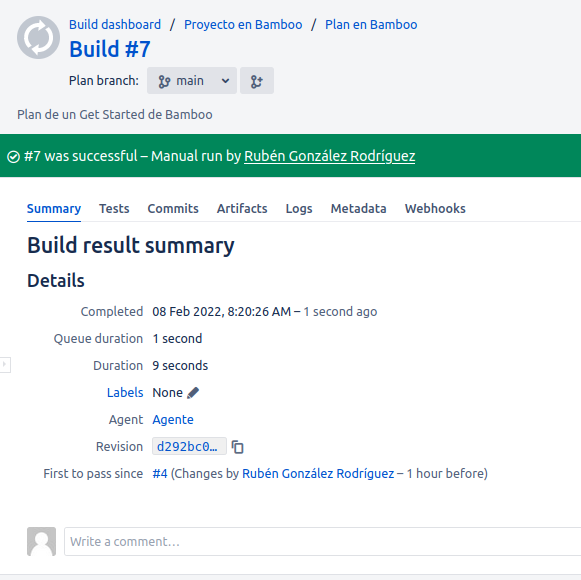 Build dashboard / Proyecto en Bamboo / Plan en Bamboo
Build #7
Plan branch: main
Plan de un Get Started de Bamboo
#7 was successful – Manual run by Rubén González Rodríguez
Summary Tests Commits Artifacts Logs Metadata Webhooks
Build result summary
Details
Completed 08 Feb 2022, 8:20:26 AM – 1 second ago
Queue duration 1 second
Duration 9 seconds
Labels None
Agent Agente
Revision d292bc0…
First to pass since #4 (Changes by Rubén González Rodríguez – 1 hour before)
Write a comment…